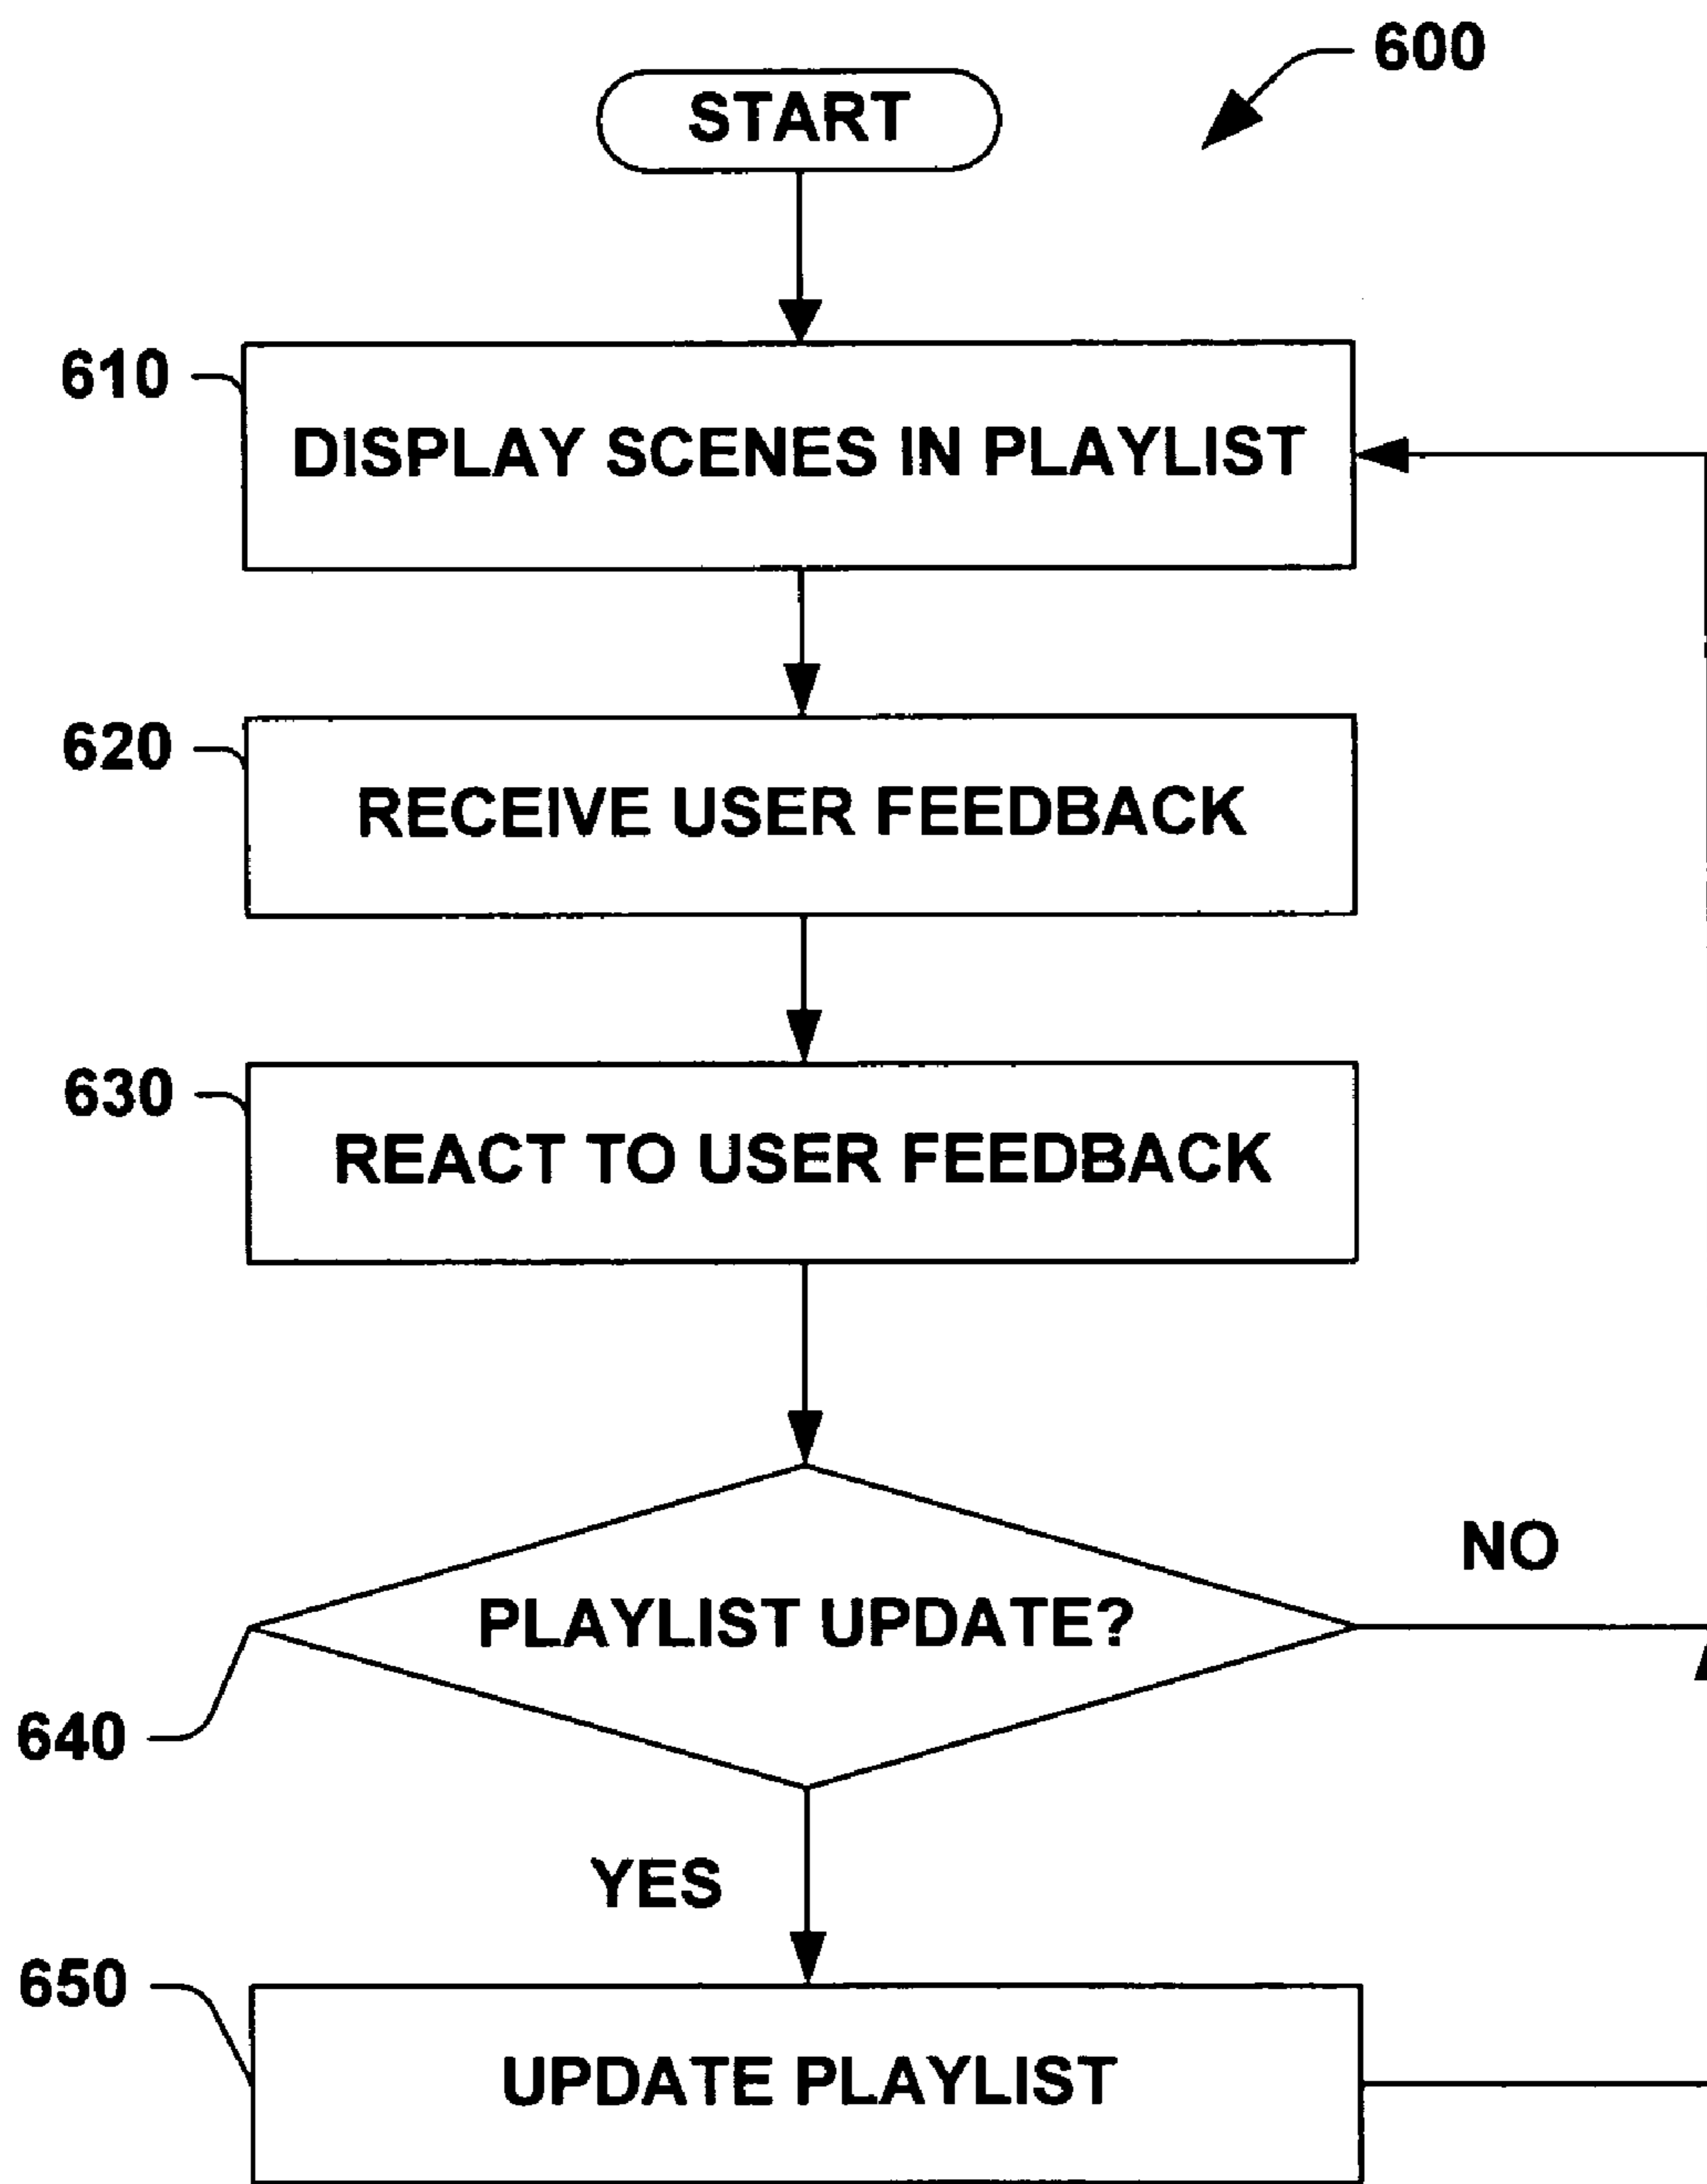 600
START
610
DISPLAY SCENES IN PLAYLIST
620
RECEIVE USER FEEDBACK
630
REACT TO USER FEEDBACK
NO
PLAYLIST UPDATE?
640
YES
650
UPDATE PLAYLIST